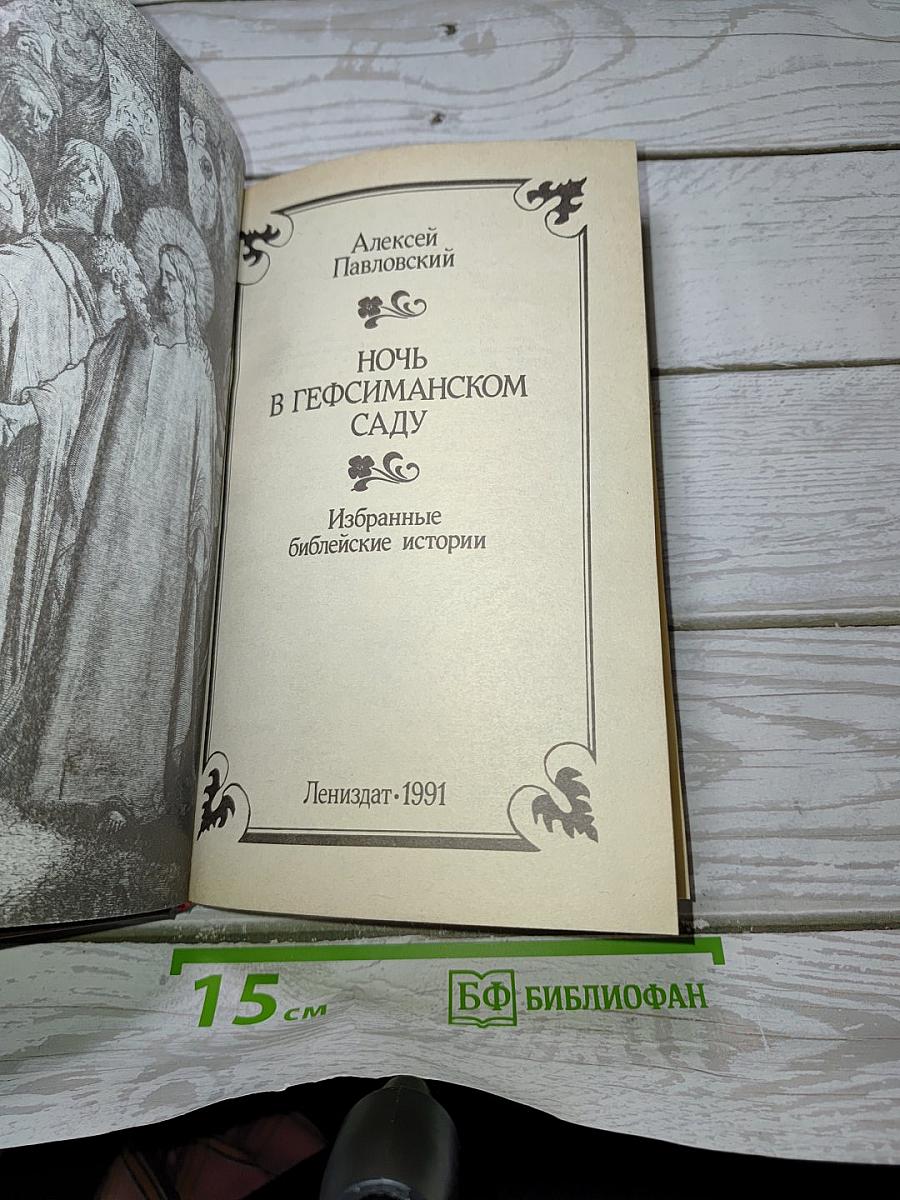 Алексей
Павловский
НОЧЬ
В ГЕФСИМАНСКОМ
САДУ
Избранные
библейские истории
Лениздат•1991
15 см
БФ БИБЛИОФАН